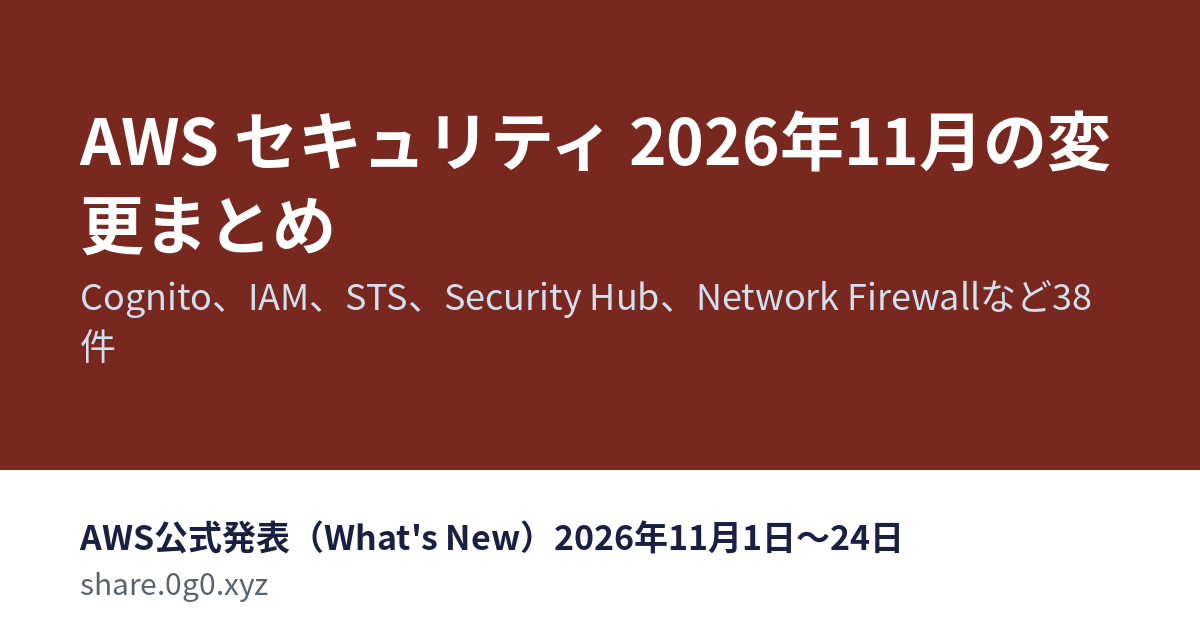 AWS セキュリティ 2026年11月の変
更まとめ
Cognito、IAM、STS、Security Hub、Network Firewallなど38
件
AWS公式発表（What's New）2026年11月1日〜24日
share.0g0.xyz